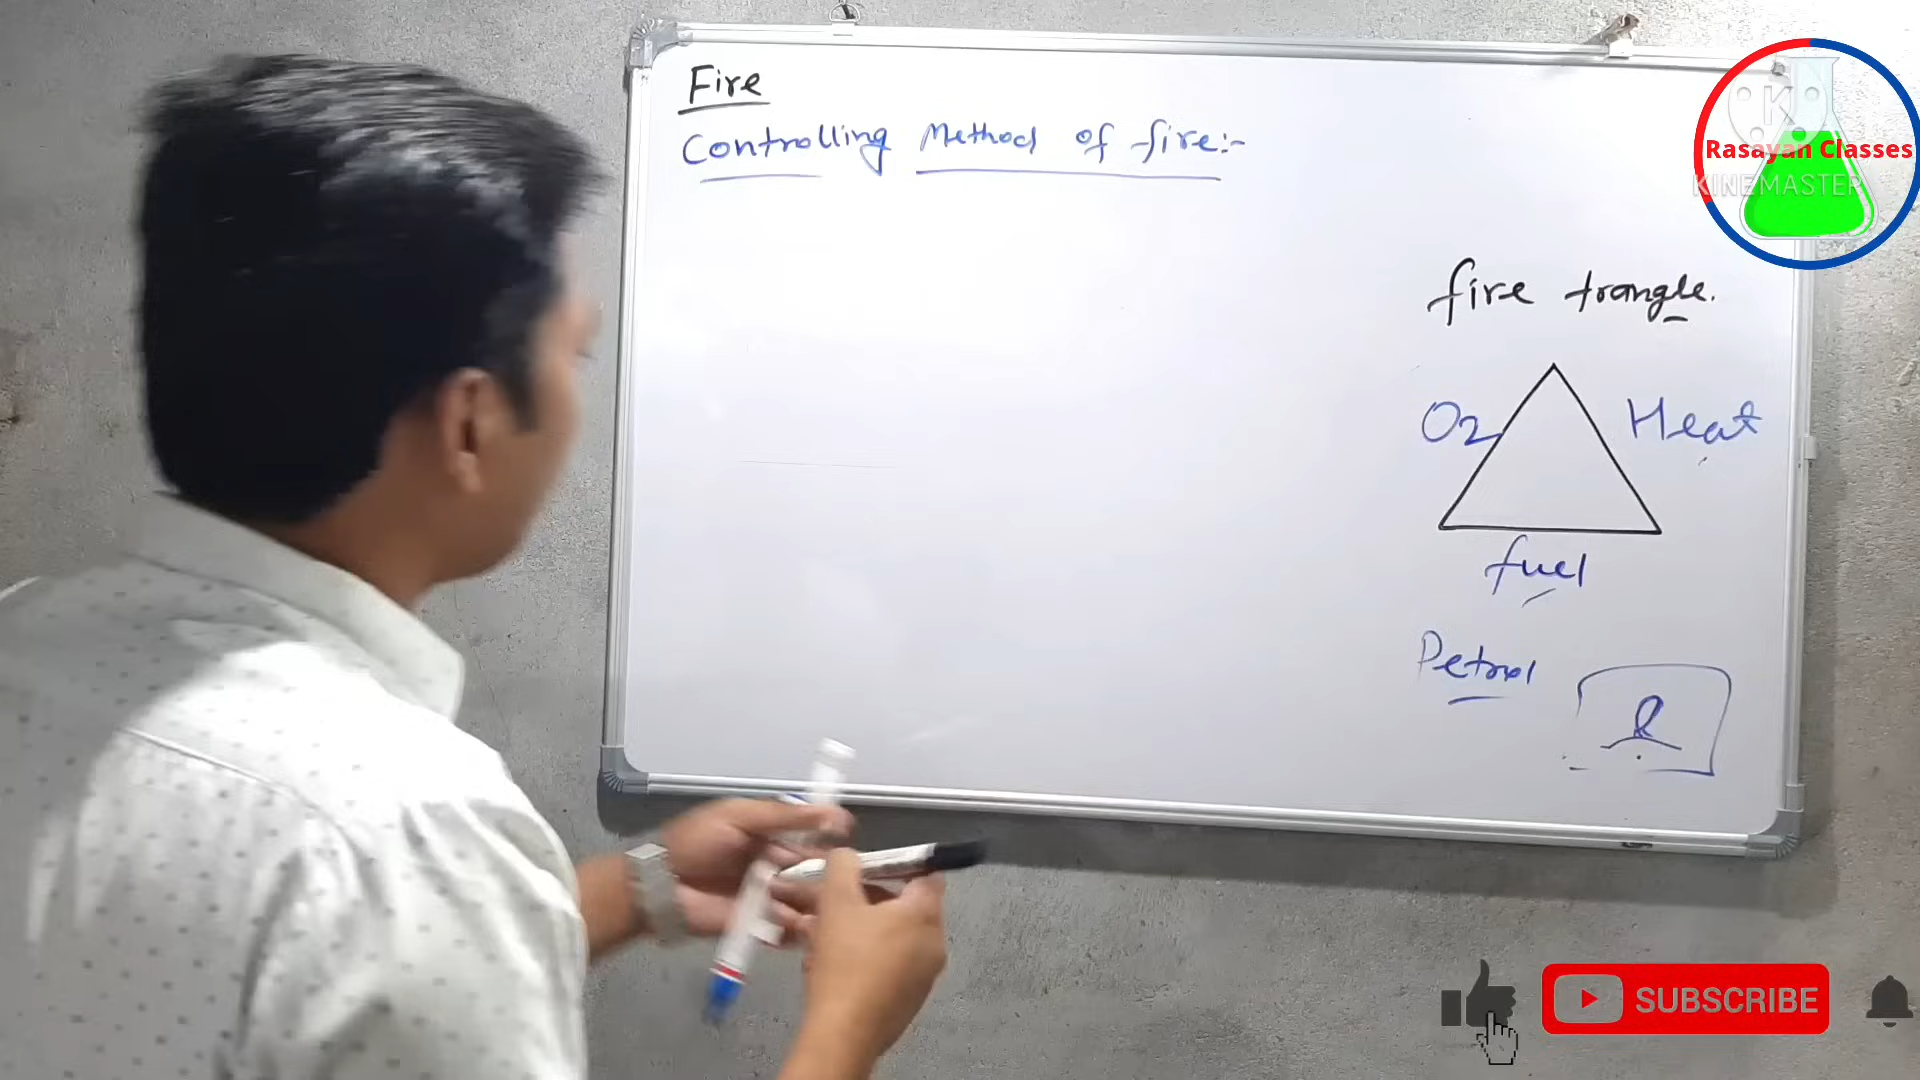 Fire
Controlling Method of fire:-
Rasayan Classes
KINEMASTER
fire trangle.
O2
Heat
fuel
Petrol
SUBSCRIBE